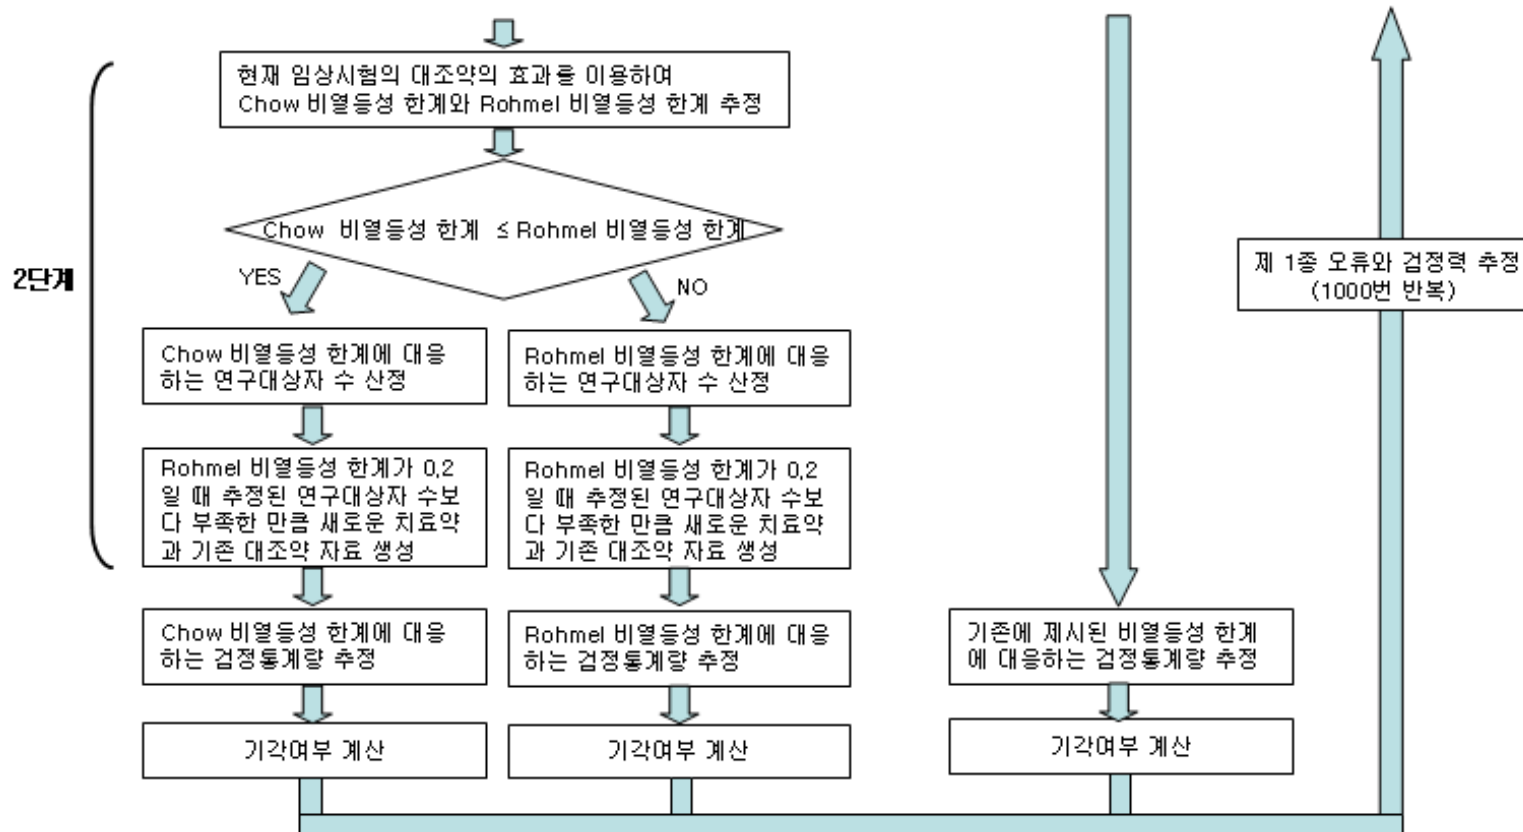 현재 임상시험의 대조약의 효과를 이용하여
Chow 비열등성 한계와 Rohmel 비열등성 한계 추정
Chow 비열등성 한계 ≤ Rohmel 비열등성 한계
2단계
YES
NO
제 1종 오류와 검정력 추정
(1000번 반복)
Chow 비열등성 한계에 대응
하는 연구대상자 수 산정
Rohmel 비열등성 한계에 대응
하는 연구대상자 수 산정
Rohmel 비열등성 한계가 0.2
일 때 추정된 연구대상자 수보
다 부족한 만큼 새로운 치료약
과 기존 대조약 자료 생성
Rohmel 비열등성 한계가 0.2
일 때 추정된 연구대상자 수보
다 부족한 만큼 새로운 치료약
과 기존 대조약 자료 생성
Chow 비열등성 한계에 대응
하는 검정통계량 추정
Rohmel 비열등성 한계에 대응
하는 검정통계량 추정
기존에 제시된 비열등성 한계
에 대응하는 검정통계량 추정
기각여부 계산
기각여부 계산
기각여부 계산